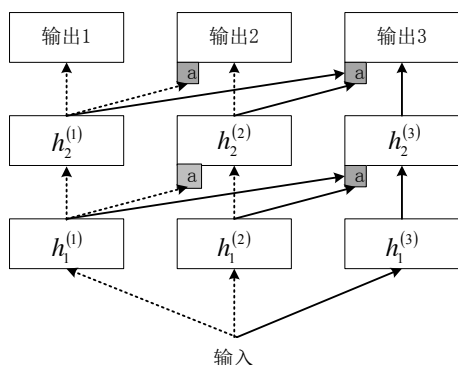 输出1 输出2 输出3
a a
h_2^{(1)} h_2^{(2)} h_2^{(3)}
a a
h_1^{(1)} h_1^{(2)} h_1^{(3)}
输入